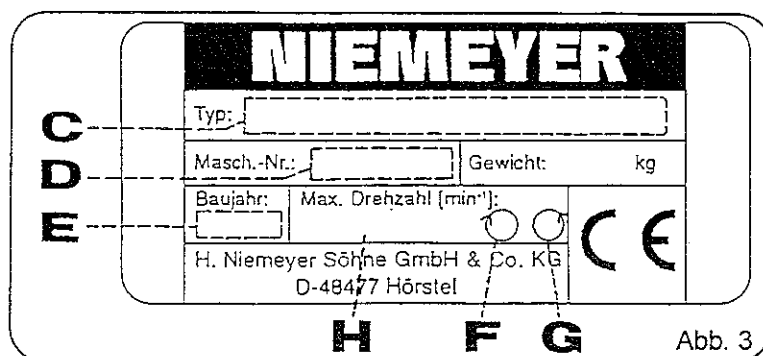 NIEMEYER
C
Typ:
D
Masch.-Nr.:
Gewicht: kg
E
Baujahr:
Max. Drehzahl [min⁻¹]:
CE
H. Niemeyer Söhne GmbH & Co. KG
D-48477 Hörstel
H F G
Abb. 3